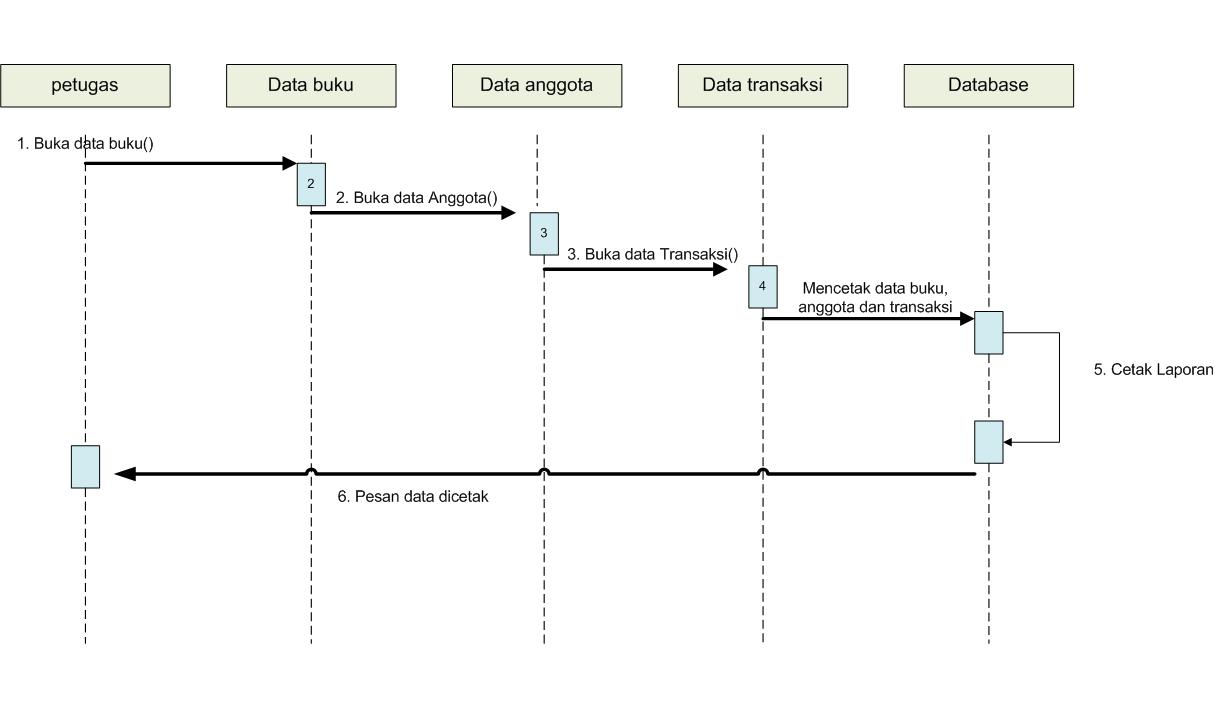 petugas
Data buku
Data anggota
Data transaksi
Database
1. Buka data buku()
2
2. Buka data Anggota()
3
3. Buka data Transaksi()
4
Mencetak data buku,
anggota dan transaksi
5. Cetak Laporan
6. Pesan data dicetak